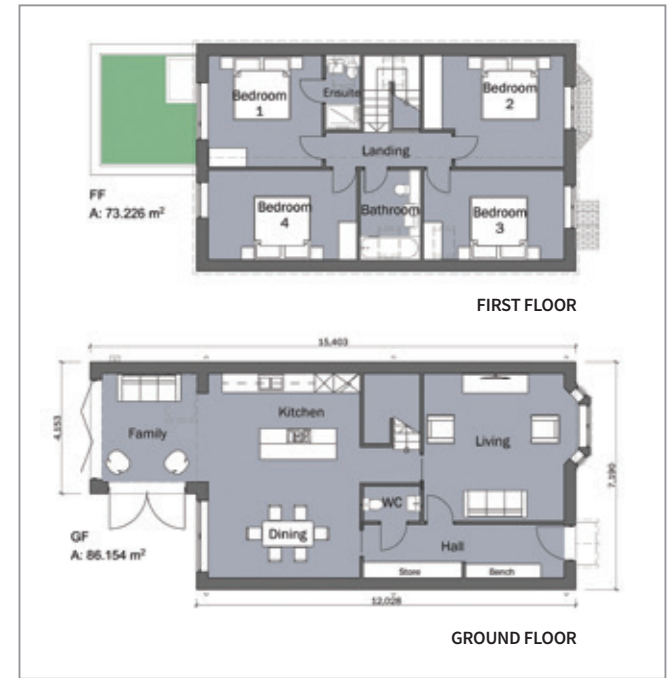 Bedroom
1
Ensuite
Bedroom
2
Landing
FF
A: 73.226 m²
Bedroom
4
Bathroom
Bedroom
3
FIRST FLOOR
15,403
4,153
Kitchen
Family
Living
7,190
WC
GF
A: 86.154 m²
Dining
Hall
Store
Bench
12,028
GROUND FLOOR